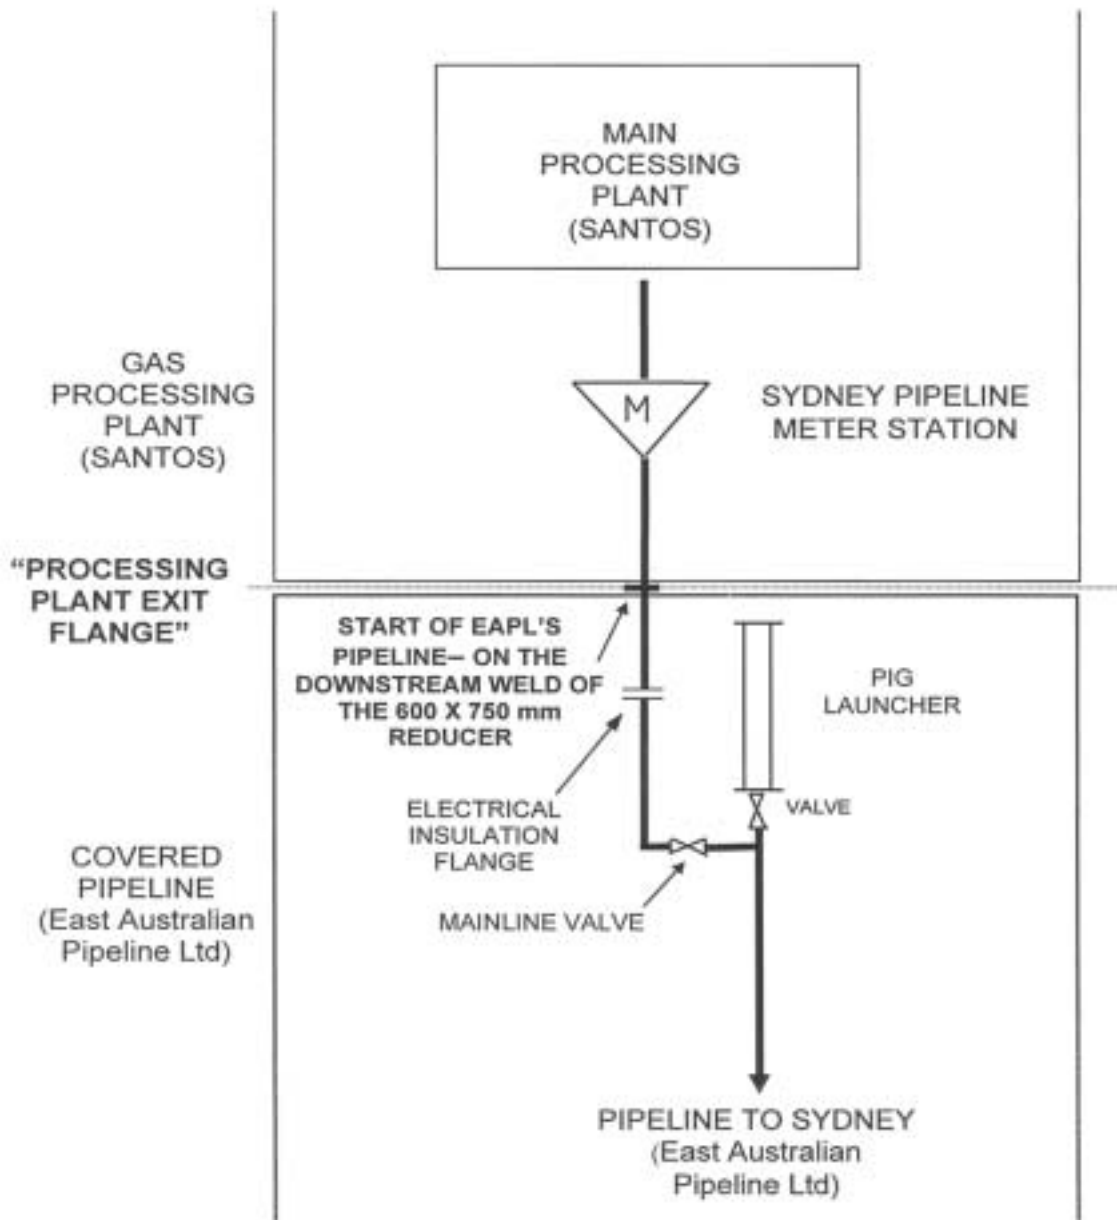 MAIN
PROCESSING
PLANT
(SANTOS)
GAS
PROCESSING
PLANT
(SANTOS)
M
SYDNEY PIPELINE
METER STATION
“PROCESSING
PLANT EXIT
FLANGE”
START OF EAPL'S
PIPELINE– ON THE
DOWNSTREAM WELD OF
THE 600 X 750 mm
REDUCER
PIG
LAUNCHER
ELECTRICAL
INSULATION
FLANGE
VALVE
COVERED
PIPELINE
(East Australian
Pipeline Ltd)
MAINLINE VALVE
PIPELINE TO SYDNEY
(East Australian
Pipeline Ltd)